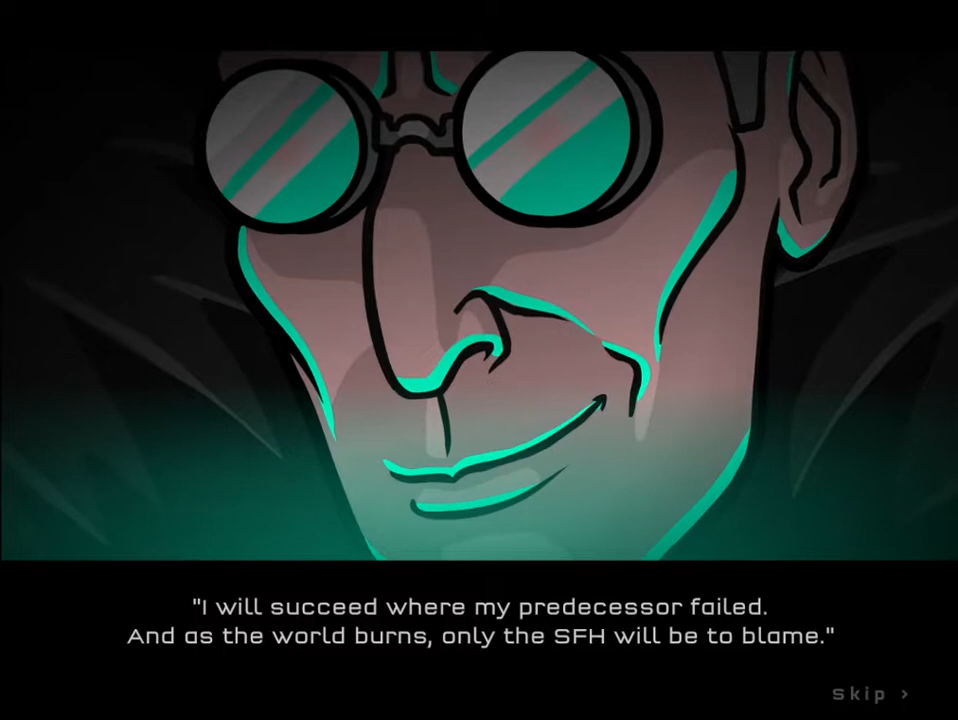 "I will succeed where my predecessor failed.
And as the world burns, only the SFH will be to blame."
Skip >